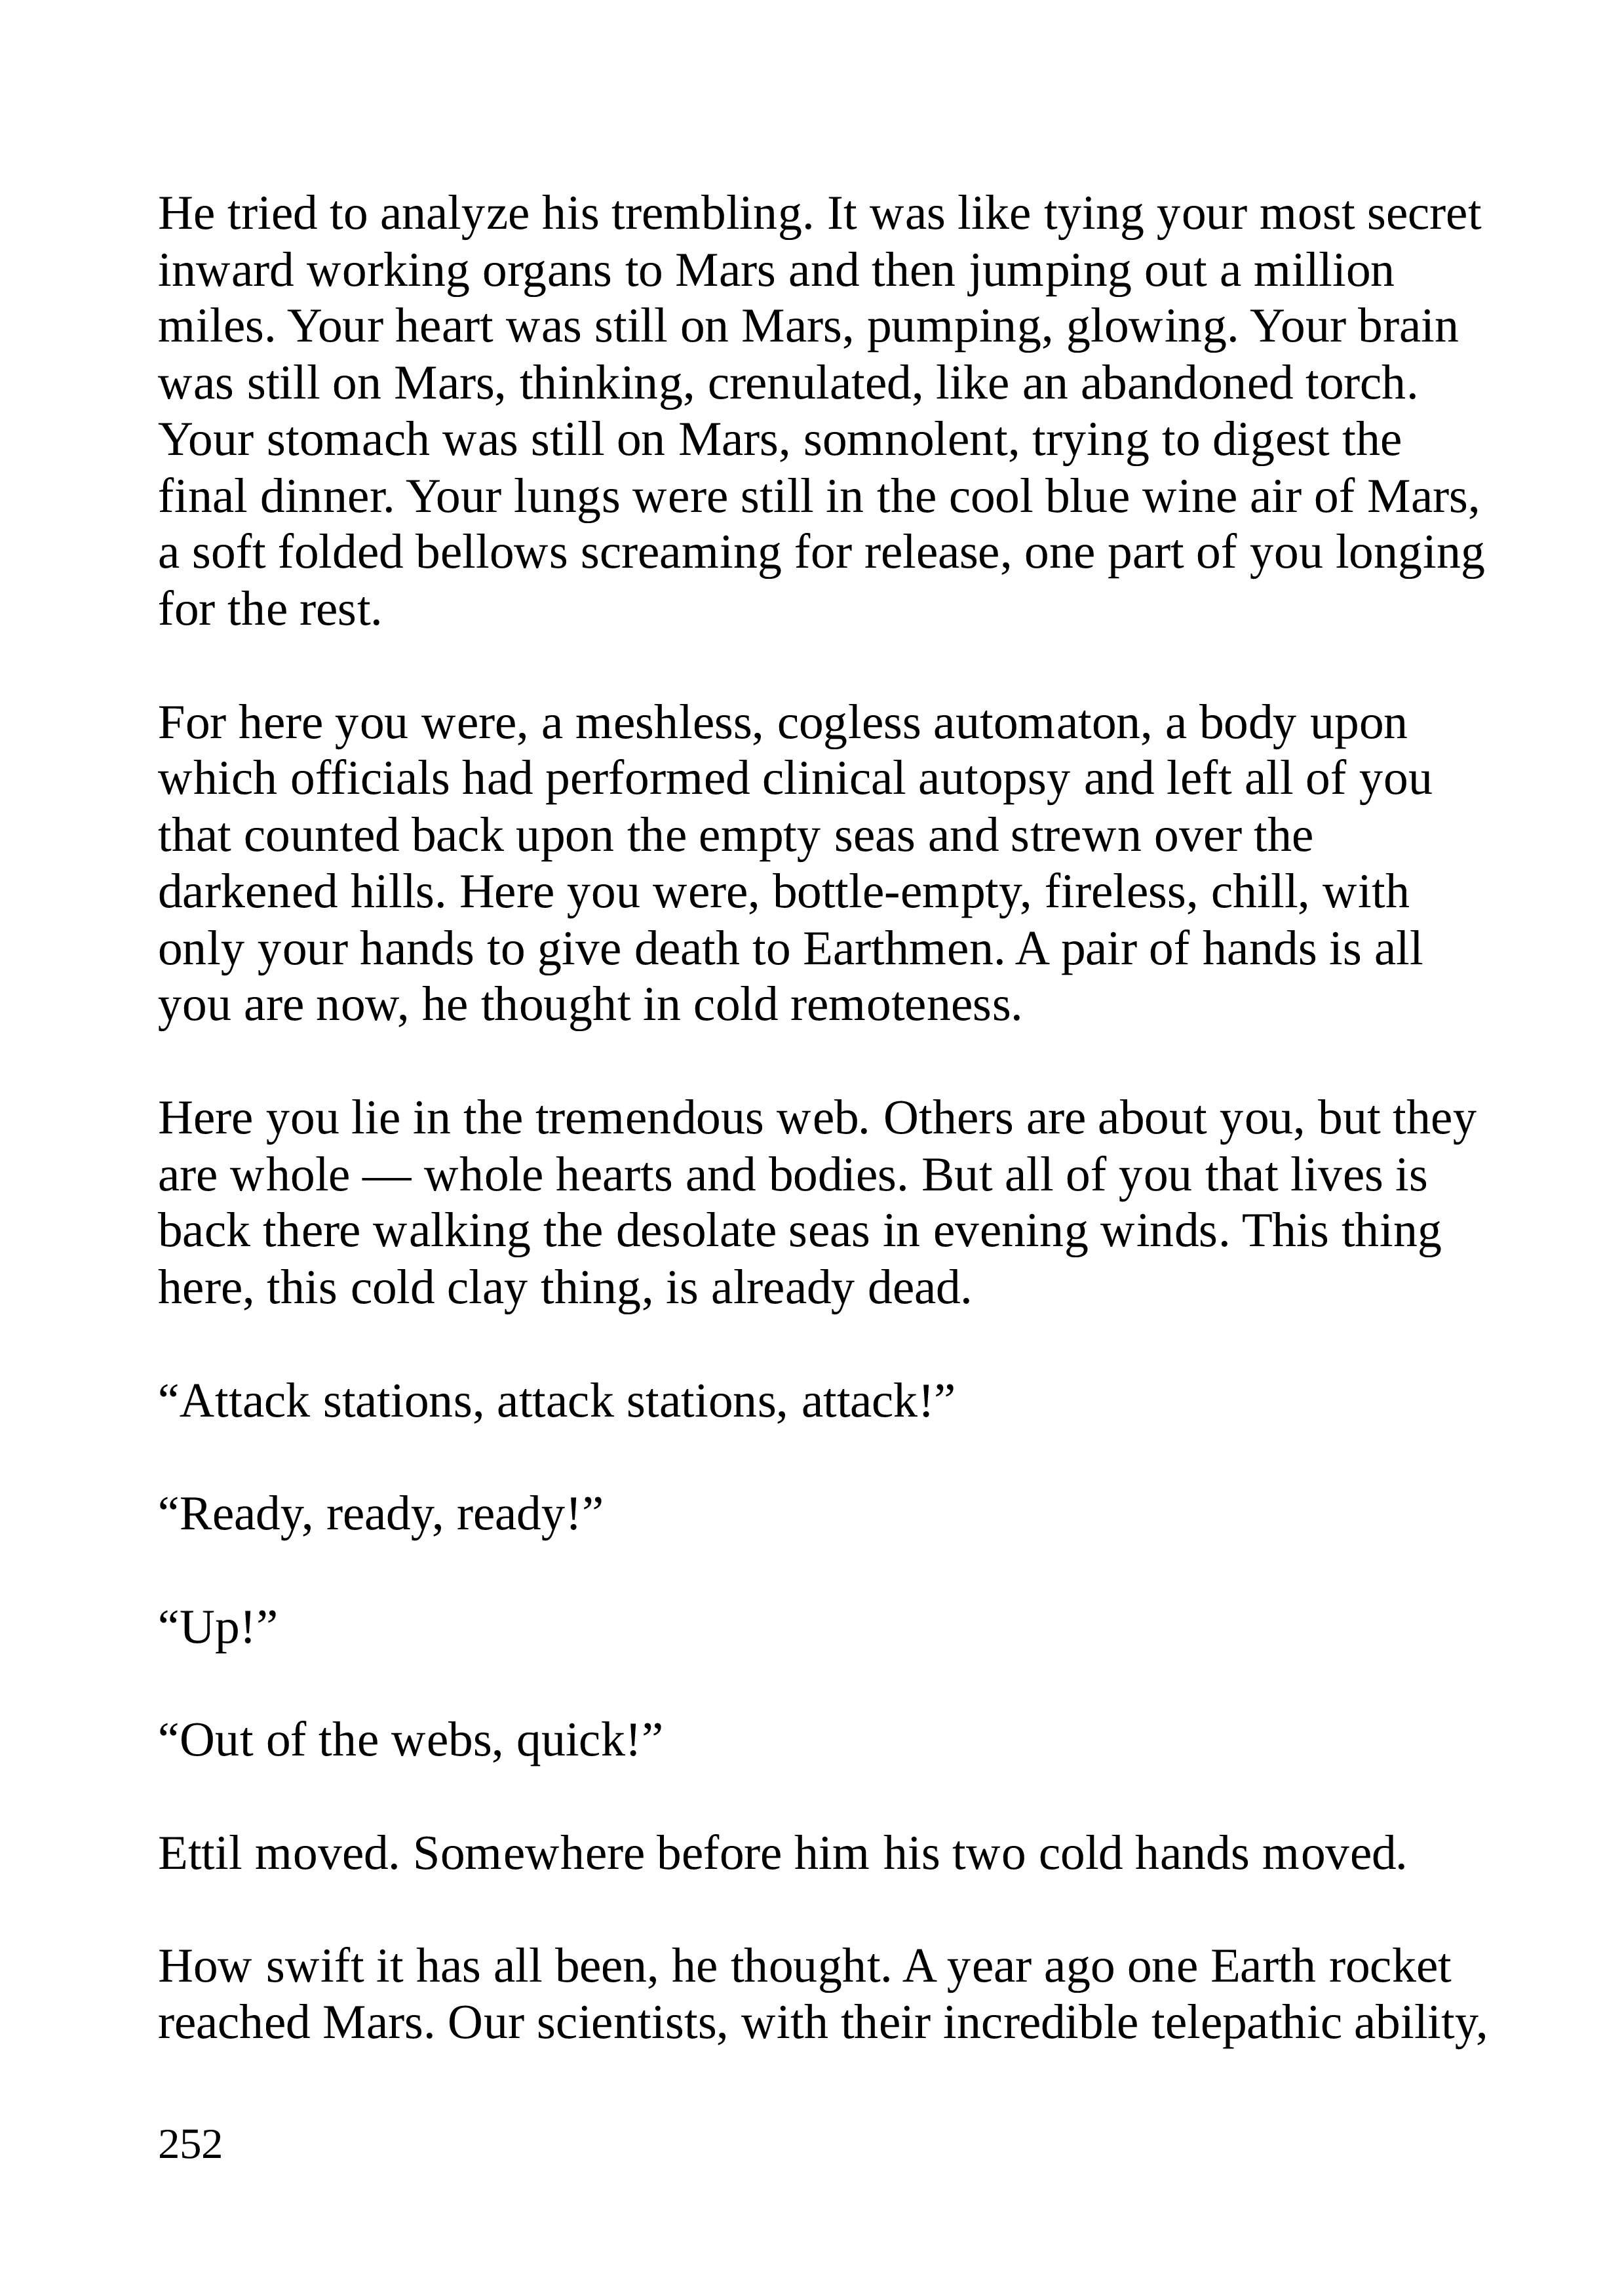 He tried to analyze his trembling. It was like tying your most secret
inward working organs to Mars and then jumping out a million
miles. Your heart was still on Mars, pumping, glowing. Your brain
was still on Mars, thinking, crenulated, like an abandoned torch.
Your stomach was still on Mars, somnolent, trying to digest the
final dinner. Your lungs were still in the cool blue wine air of Mars,
a soft folded bellows screaming for release, one part of you longing
for the rest.
For here you were, a meshless, cogless automaton, a body upon
which officials had performed clinical autopsy and left all of you
that counted back upon the empty seas and strewn over the
darkened hills. Here you were, bottle-empty, fireless, chill, with
only your hands to give death to Earthmen. A pair of hands is all
you are now, he thought in cold remoteness.
Here you lie in the tremendous web. Others are about you, but they
are whole — whole hearts and bodies. But all of you that lives is
back there walking the desolate seas in evening winds. This thing
here, this cold clay thing, is already dead.
“Attack stations, attack stations, attack!”
“Ready, ready, ready!”
“Up!”
“Out of the webs, quick!”
Ettil moved. Somewhere before him his two cold hands moved.
How swift it has all been, he thought. A year ago one Earth rocket
reached Mars. Our scientists, with their incredible telepathic ability,
252